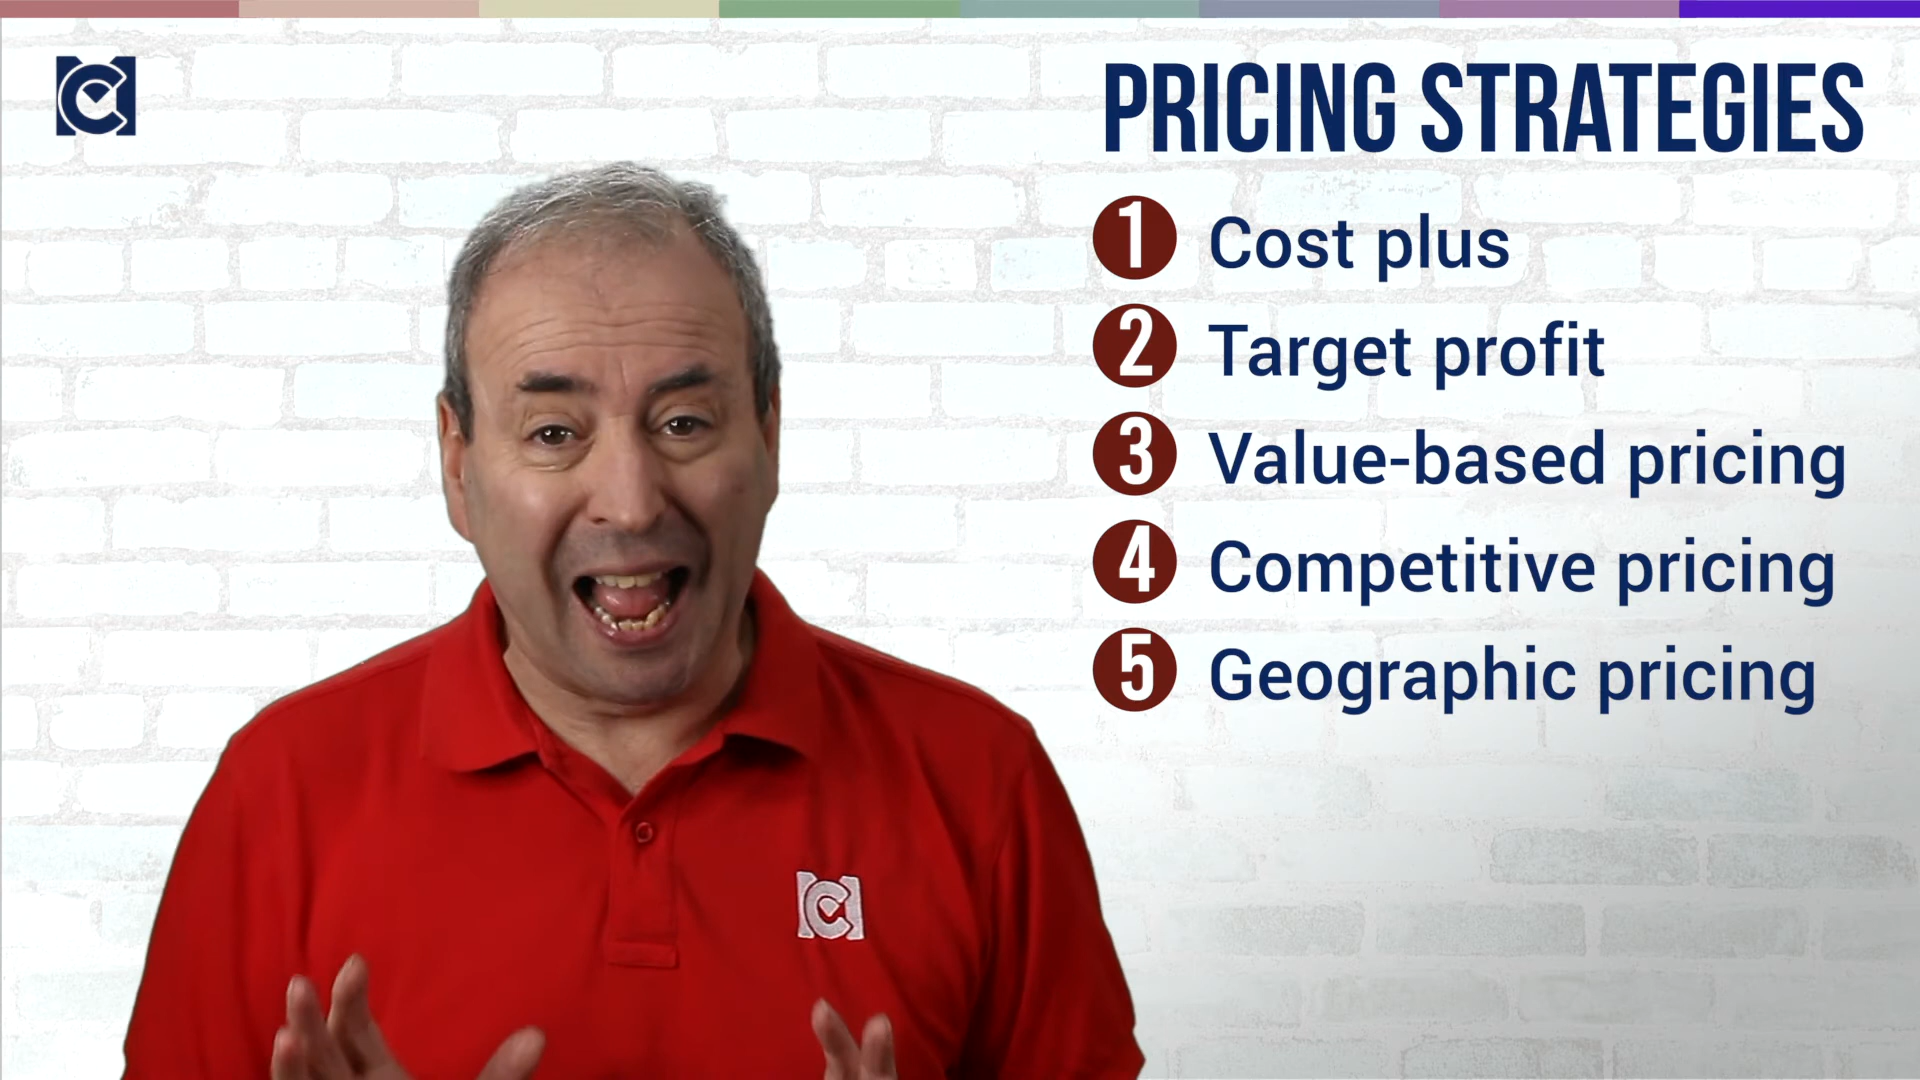 PRICING STRATEGIES
1 Cost plus
2 Target profit
3 Value-based pricing
4 Competitive pricing
5 Geographic pricing